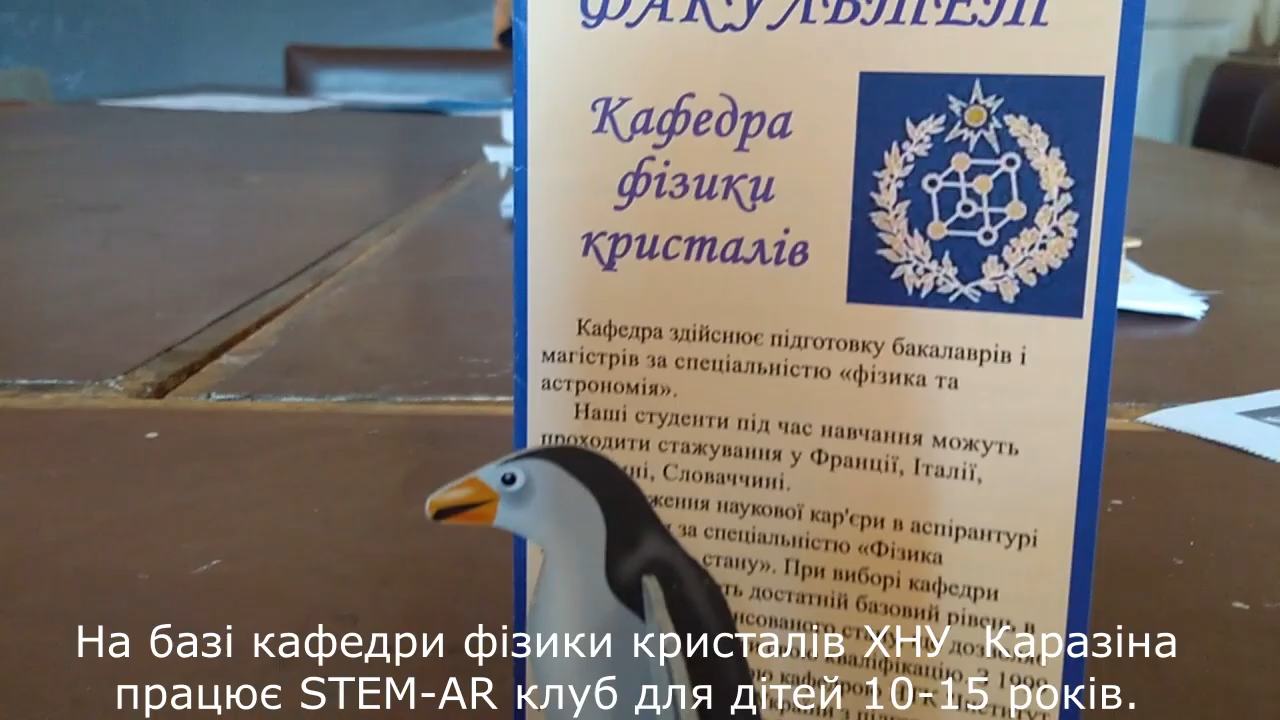 ФАКУЛЬТЕТ
Кафедра
фізики
кристалів
Кафедра здійснює підготовку бакалаврів і
магістрів за спеціальністю «фізика та
астрономія».
Наші студенти під час навчання можуть
проходити стажування у Франції, Італії,
Словаччині.
наукової кар'єри в аспірантурі
за спеціальністю «Фізика
стану». При виборі кафедри
достатній базовий рівень в
кваліфікацію.
На базі кафедри фізики кристалів ХНУ Каразіна
працює STEM-AR клуб для дітей 10-15 років.